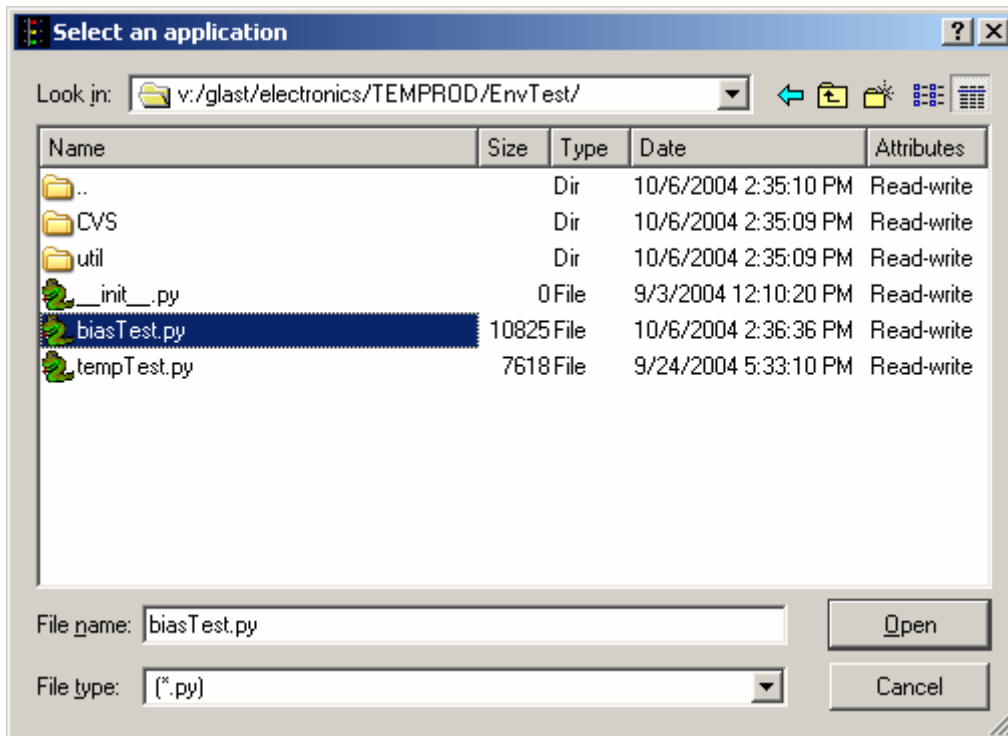 Select an application
Look in: v:/glast/electronics/TEMPROD/EnvTest/
Name Size Type Date Attributes
.. Dir 10/6/2004 2:35:10 PM Read-write
CVS Dir 10/6/2004 2:35:09 PM Read-write
util Dir 10/6/2004 2:35:09 PM Read-write
__init__.py 0 File 9/3/2004 12:10:20 PM Read-write
biasTest.py 10825 File 10/6/2004 2:36:36 PM Read-write
tempTest.py 7618 File 9/24/2004 5:33:10 PM Read-write
File name: biasTest.py Open
File type: (*.py) Cancel